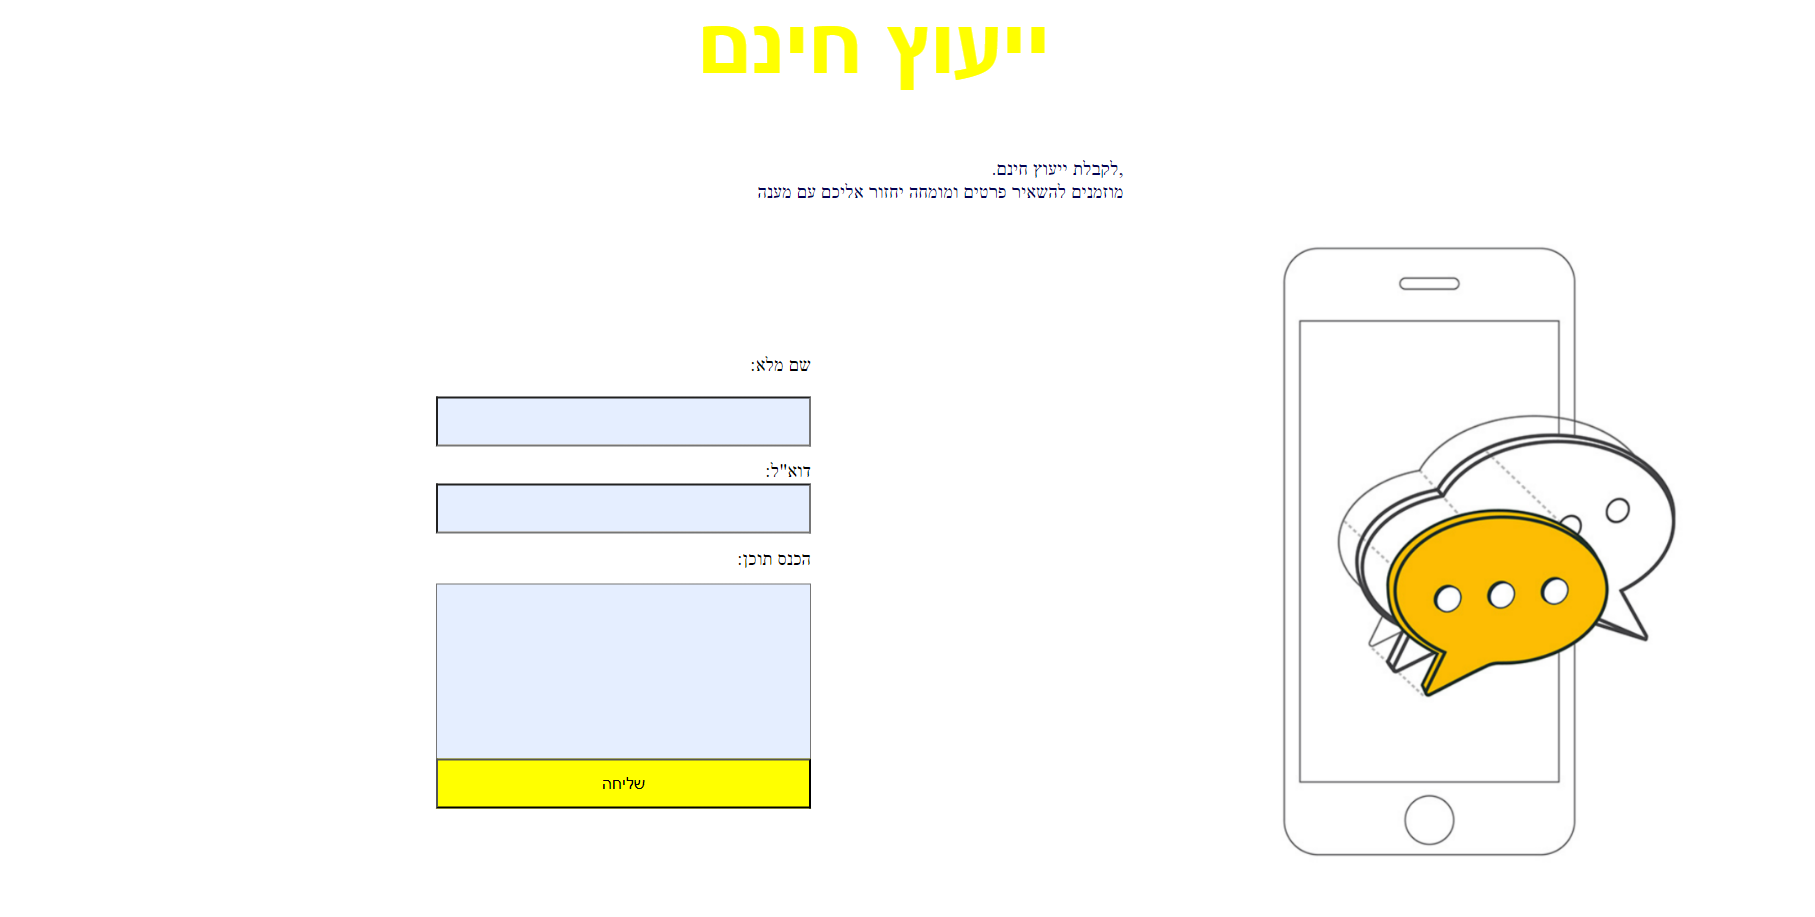 ייעוץ חינם
,לקבלת ייעוץ חינם.
מוזמנים להשאיר פרטים ומומחה יחזור אליכם עם מענה
שם מלא:
דוא"ל:
הכנס תוכן:
שליחה